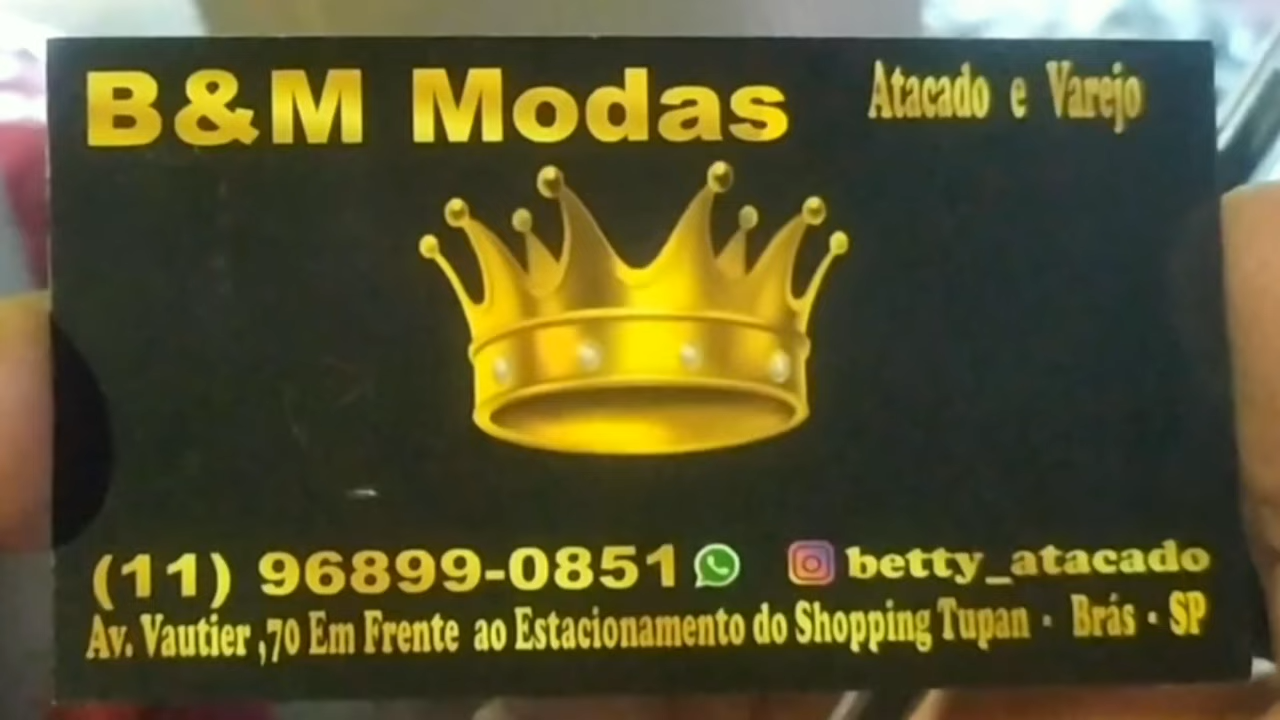 B&M Modas
Atacado e Varejo
(11) 96899-0851
betty_atacado
Av. Vautier ,70 Em Frente ao Estacionamento do Shopping Tupan - Brás - SP